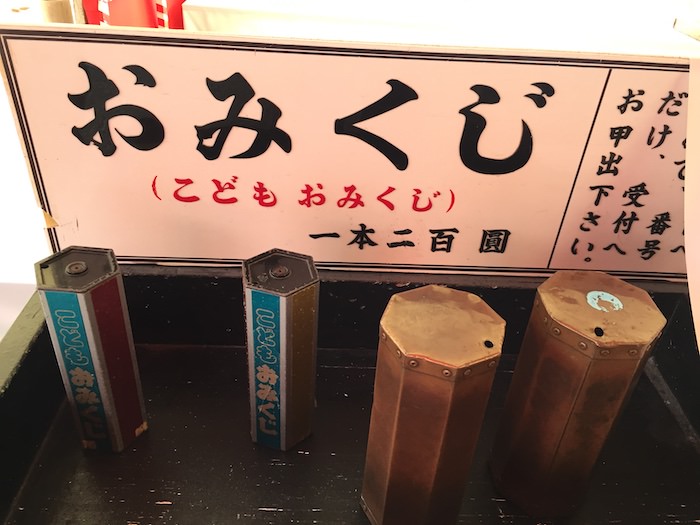 おみくじ
(こども おみくじ)
一本二百圓
だけ、番号
お申出下さい。受付へ
こども おみくじ
こども おみくじ